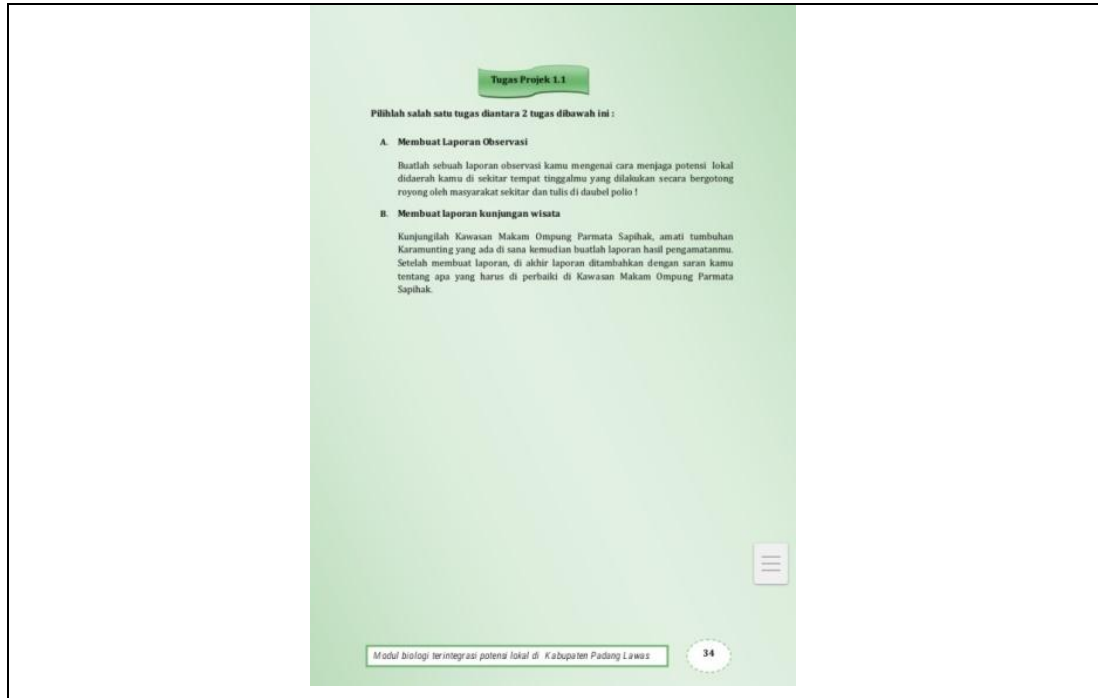 Tugas Projek 1.1
Pilihlah salah satu tugas diantara 2 tugas dibawah ini :
A. Membuat Laporan Observasi
Buatlah sebuah laporan observasi kamu mengenai cara menjaga potensi lokal
didaerah kamu di sekitar tempat tinggalmu yang dilakukan secara bergotong
royong oleh masyarakat sekitar dan tulis di daubel polio !
B. Membuat laporan kunjungan wisata
Kunjungilah Kawasan Makam Ompung Parmata Sapihak, amati tumbuhan
Karamunting yang ada di sana kemudian buatlah laporan hasil pengamatanmu.
Setelah membuat laporan, di akhir laporan ditambahkan dengan saran kamu
tentang apa yang harus di perbaiki di Kawasan Makam Ompung Parmata
Sapihak.
Modul biologi terintegrasi potensi lokal di Kabupaten Padang Lawas
34